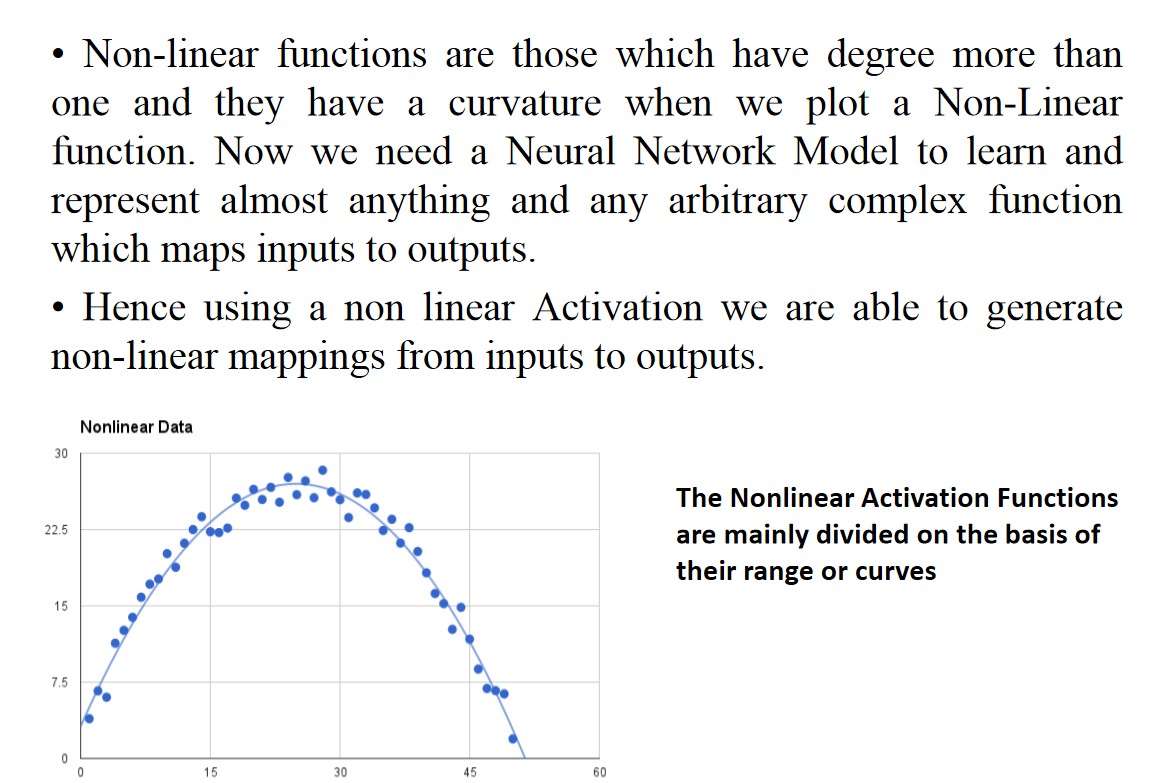 • Non-linear functions are those which have degree more than
one and they have a curvature when we plot a Non-Linear
function. Now we need a Neural Network Model to learn and
represent almost anything and any arbitrary complex function
which maps inputs to outputs.
• Hence using a non linear Activation we are able to generate
non-linear mappings from inputs to outputs.
Nonlinear Data
30
22.5
15
7.5
0
0 15 30 45 60
The Nonlinear Activation Functions
are mainly divided on the basis of
their range or curves